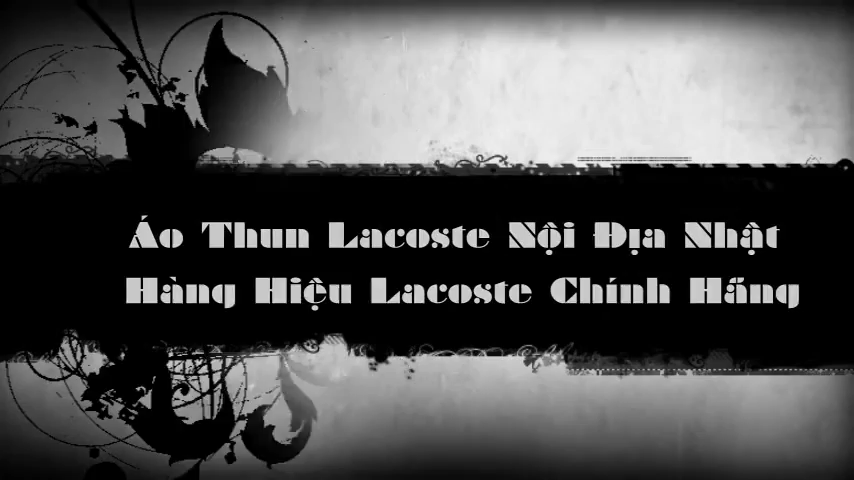 Áo Thun Lacoste Nội Địa Nhật
Hàng Hiệu Lacoste Chính Hãng